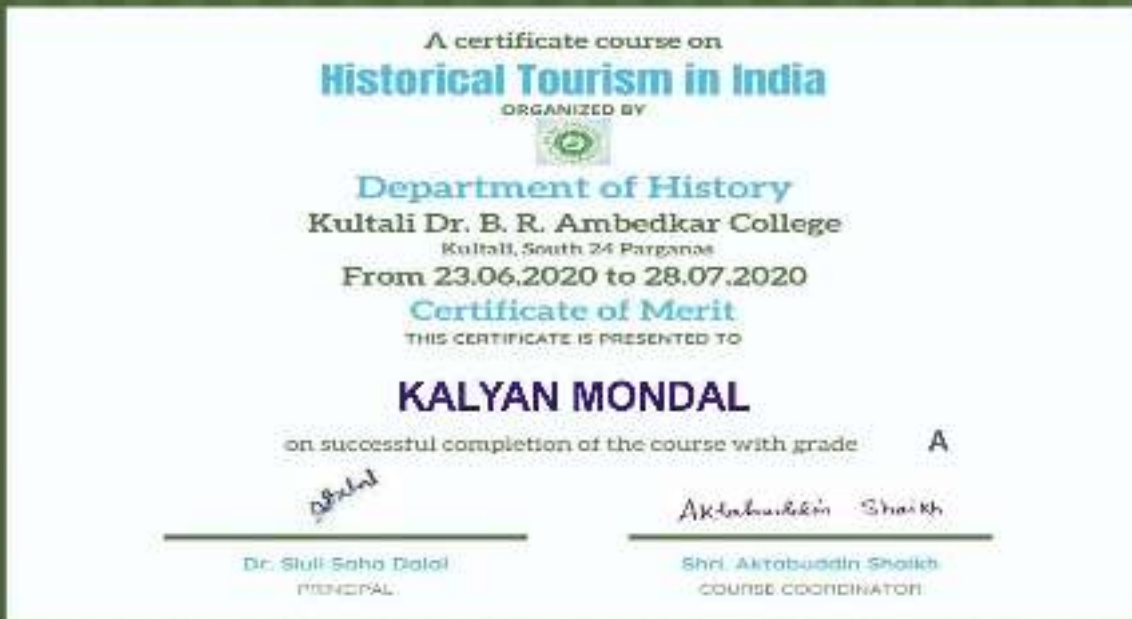 A certificate course on
Historical Tourism in India
ORGANIZED BY
Department of History
Kultali Dr. B. R. Ambedkar College
Kultali, South 24 Parganas
From 23.06.2020 to 28.07.2020
Certificate of Merit
THIS CERTIFICATE IS PRESENTED TO
KALYAN MONDAL
on successful completion of the course with grade A
Aktabuddin Shaikh
Dr. Siuli Saha Dalal Shri. Aktabuddin Shaikh
PRINCIPAL COURSE COORDINATOR